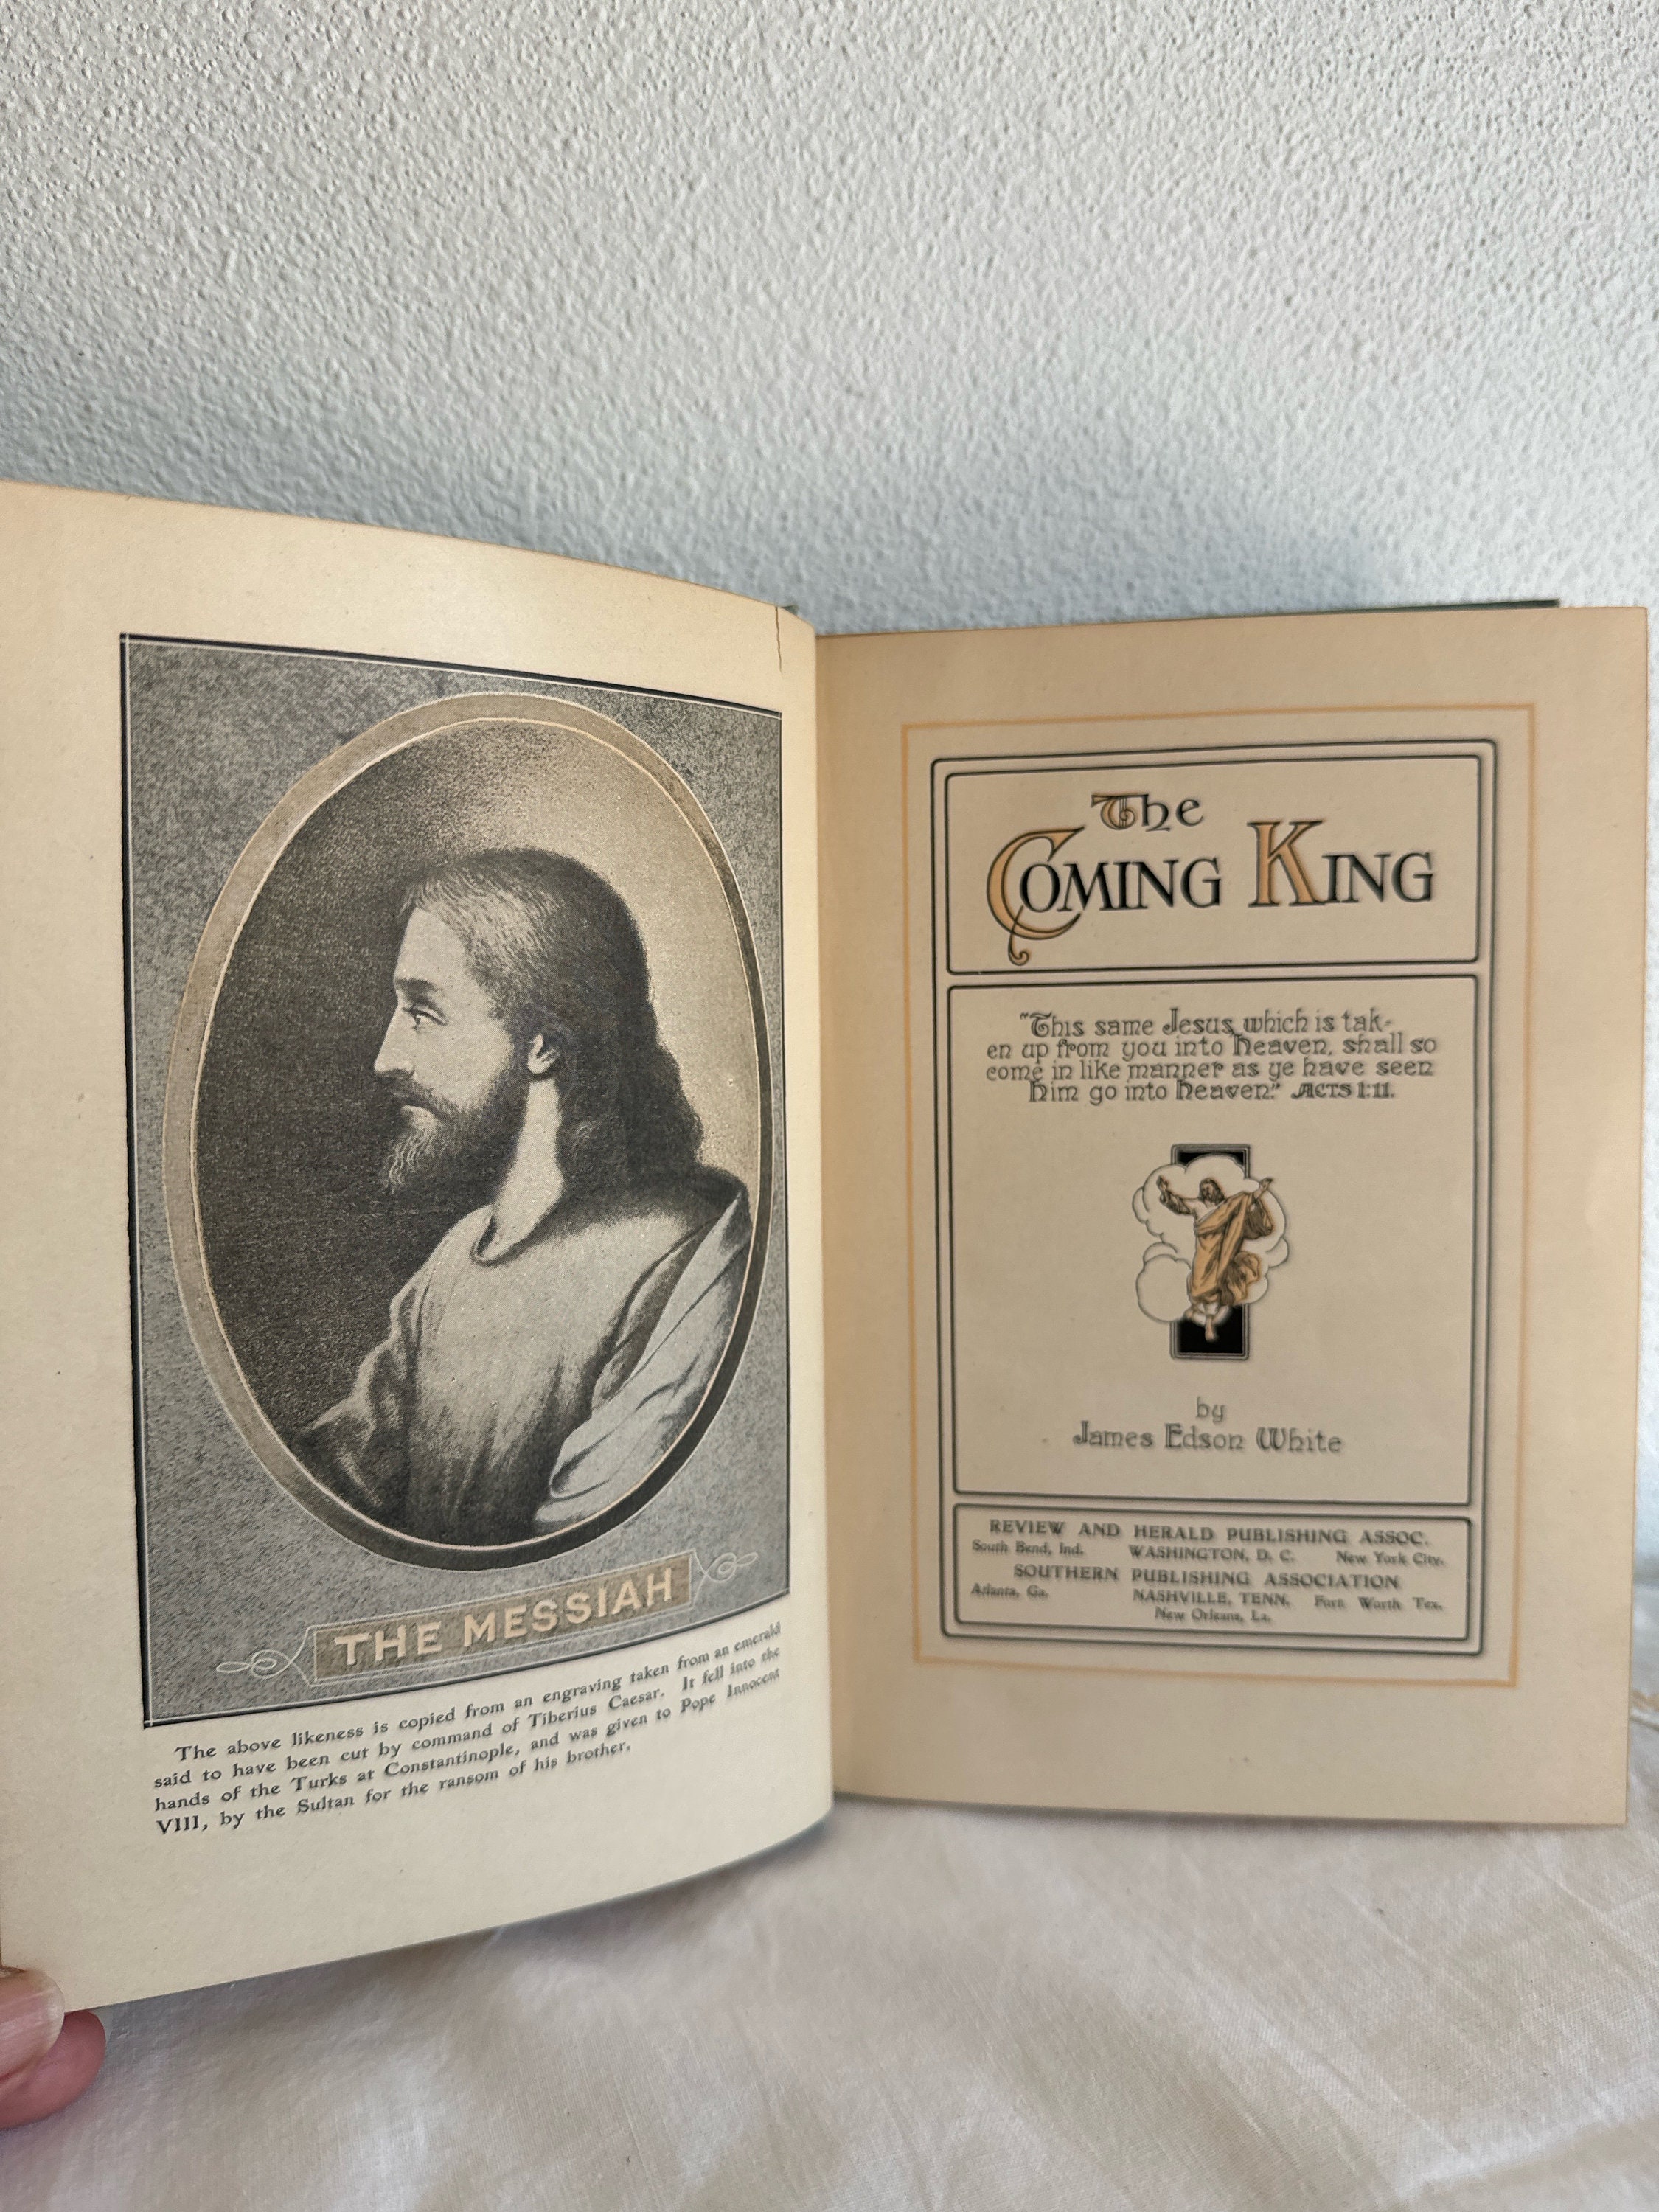 THE MESSIAH
The above likeness is copied from an engraving taken from an emerald
said to have been cut by command of Tiberius Caesar. It fell into the
hands of the Turks at Constantinople, and was given to Pope Innocent
VIII, by the Sultan for the ransom of his brother.
The
COMING KING
"This same Jesus, which is tak-
en up from you into heaven, shall so
come in like manner as ye have seen
him go into heaven." ACTS 1:11.
by
James Edson White
REVIEW AND HERALD PUBLISHING ASSOC.
South Bend, Ind. WASHINGTON, D. C. New York City.
SOUTHERN PUBLISHING ASSOCIATION
Atlanta, Ga. NASHVILLE, TENN. Fort Worth Tex.
New Orleans, La.